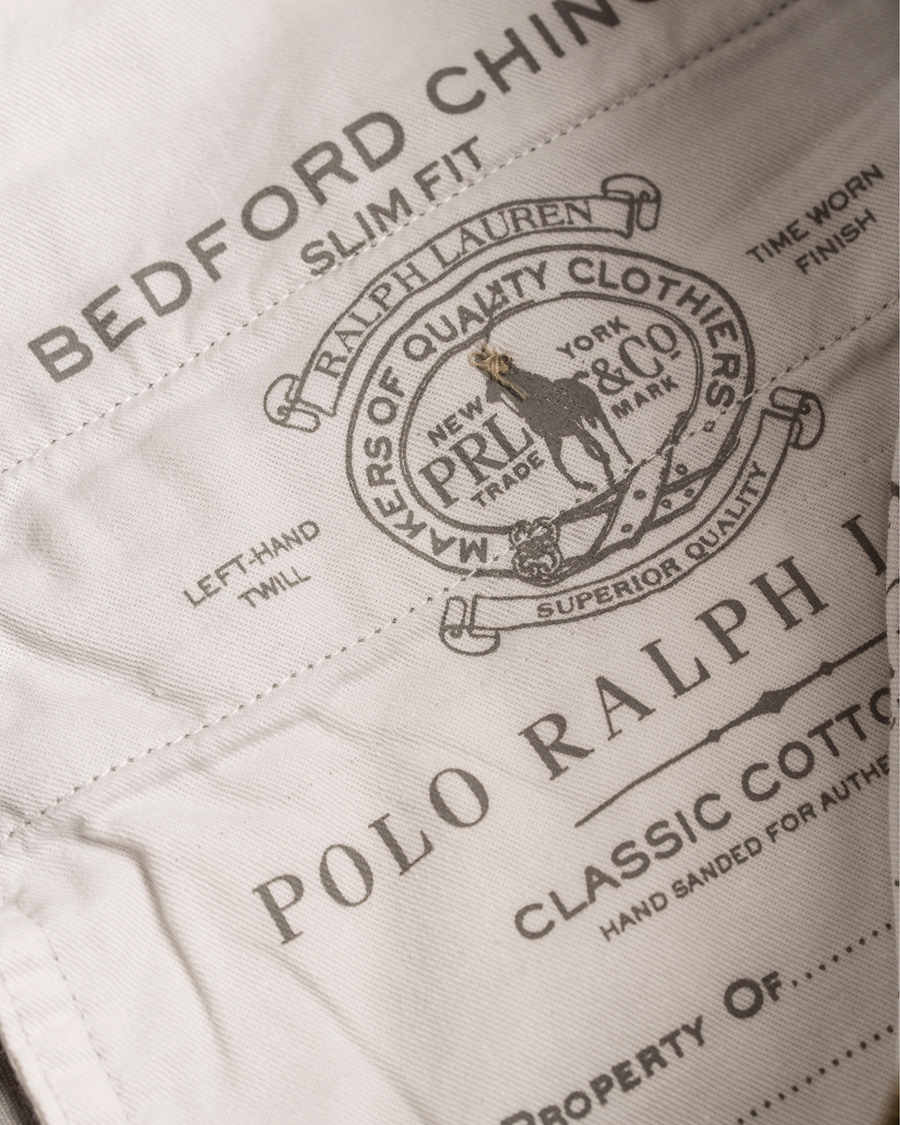 BEDFORD CHIN
SLIM FIT
RALPH LAUREN
MAKERS OF QUALITY CLOTHIERS
NEW YORK
PRL &Co
TRADE MARK
TIME WORN
FINISH
LEFT-HAND
TWILL
SUPERIOR QUALITY
POLO RALPH L
CLASSIC COTTO
HAND SANDED FOR AUTHE
PROPERTY OF